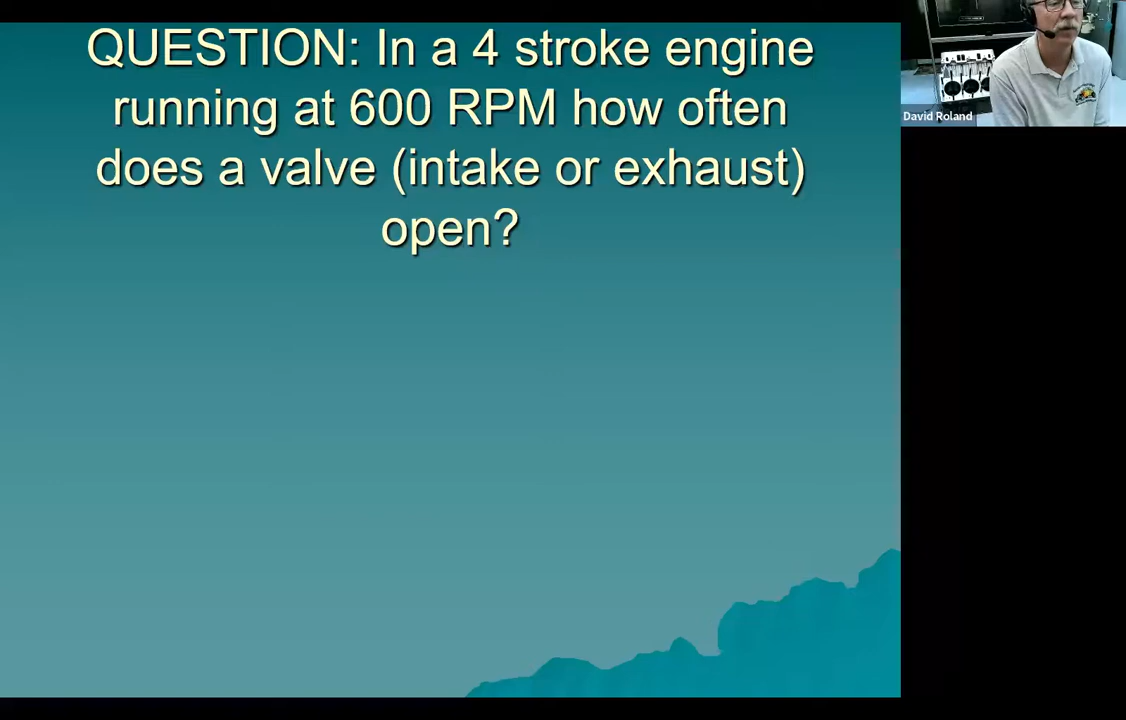 QUESTION: In a 4 stroke engine
running at 600 RPM how often
does a valve (intake or exhaust)
open?
David Roland